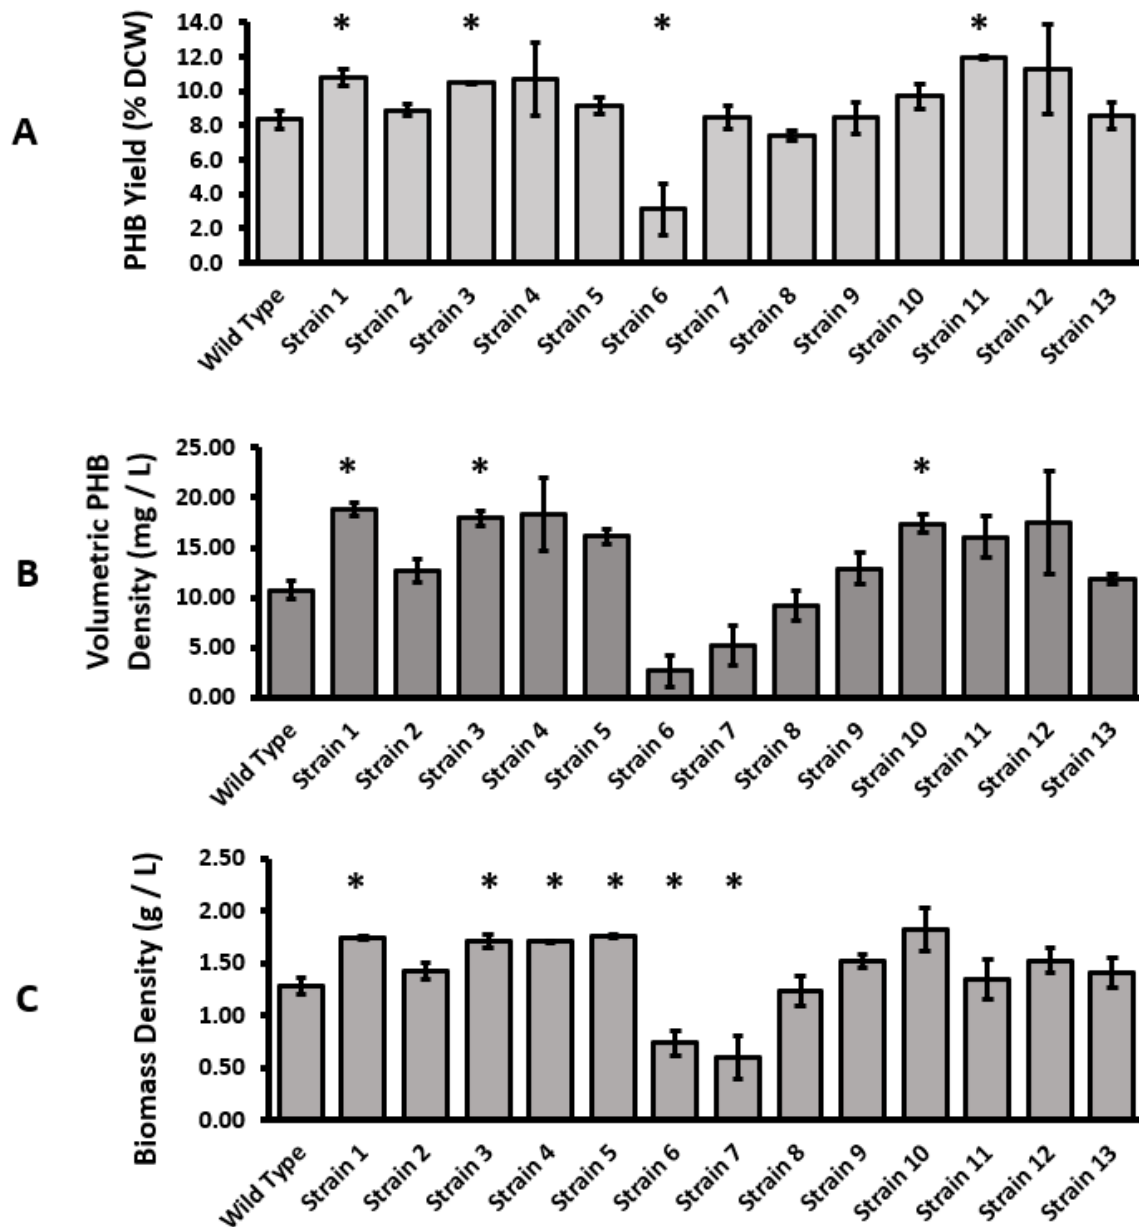 A
PHB Yield (% DCW)
14.0
12.0
10.0
8.0
6.0
4.0
2.0
0.0
* * * *
Wild Type
Strain 1
Strain 2
Strain 3
Strain 4
Strain 5
Strain 6
Strain 7
Strain 8
Strain 9
Strain 10
Strain 11
Strain 12
Strain 13
B
Volumetric PHB
Density (mg / L)
25.00
20.00
15.00
10.00
5.00
0.00
* * *
Wild Type
Strain 1
Strain 2
Strain 3
Strain 4
Strain 5
Strain 6
Strain 7
Strain 8
Strain 9
Strain 10
Strain 11
Strain 12
Strain 13
C
Biomass Density (g / L)
2.50
2.00
1.50
1.00
0.50
0.00
* * * * * *
Wild Type
Strain 1
Strain 2
Strain 3
Strain 4
Strain 5
Strain 6
Strain 7
Strain 8
Strain 9
Strain 10
Strain 11
Strain 12
Strain 13